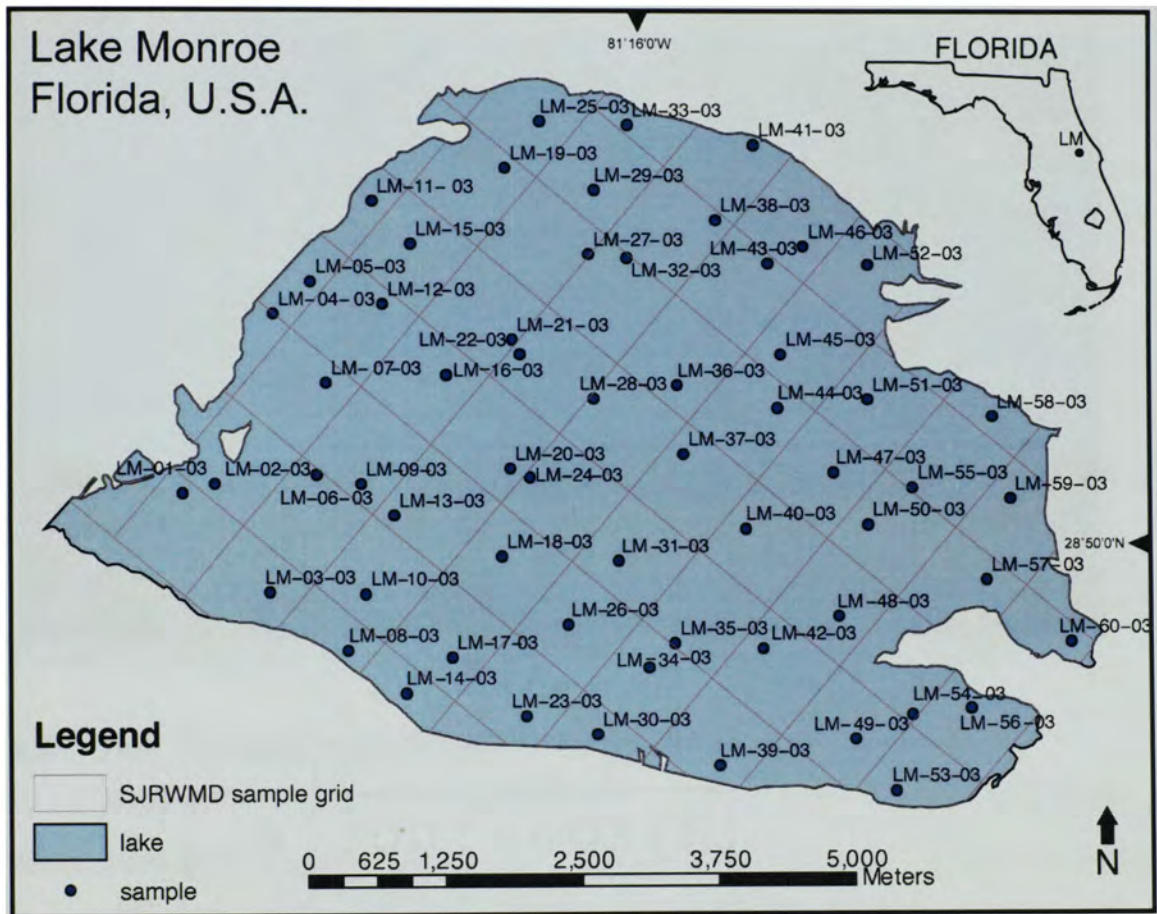 Lake Monroe
Florida, U.S.A.
81°16'0"W
FLORIDA
LM
LM-25-03
LM-33-03
LM-41-03
LM-19-03
LM-29-03
LM-11-03
LM-38-03
LM-15-03
LM-27-03
LM-43-03
LM-46-03
LM-52-03
LM-32-03
LM-05-03
LM-04-03
LM-12-03
LM-21-03
LM-22-03
LM-16-03
LM-45-03
LM-07-03
LM-28-03
LM-36-03
LM-44-03
LM-51-03
LM-58-03
LM-37-03
LM-01-03
LM-02-03
LM-09-03
LM-20-03
LM-24-03
LM-47-03
LM-55-03
LM-59-03
LM-06-03
LM-13-03
LM-40-03
LM-50-03
28°50'0"N
LM-18-03
LM-31-03
LM-57-03
LM-03-03
LM-10-03
LM-26-03
LM-48-03
LM-60-03
LM-08-03
LM-17-03
LM-35-03
LM-42-03
LM-34-03
LM-14-03
LM-23-03
LM-30-03
LM-49-03
LM-54-03
LM-56-03
LM-39-03
LM-53-03
Legend
SJRWMD sample grid
lake
sample
0 625 1,250 2,500 3,750 5,000
Meters
N